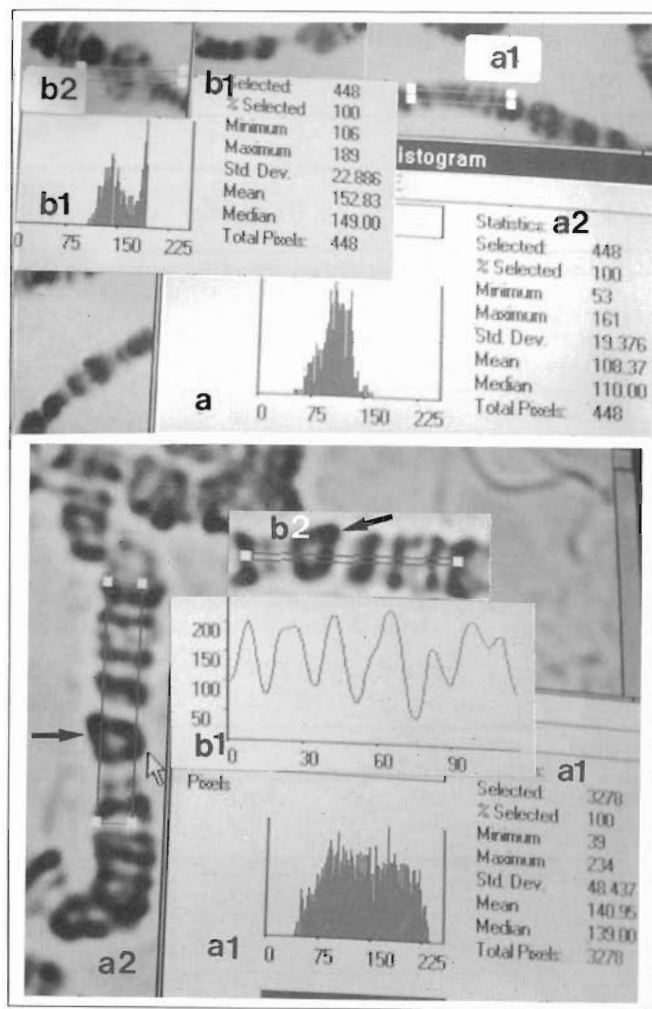 a1
b2
b1
Selected: 448
% Selected 100
Minimum 106
Maximum 189
Std. Dev. 22.886
Mean 152.83
Median 149.00
Total Pixels: 448
b1
0 75 150 225
istogram
Statistics: a2
Selected: 448
% Selected 100
Minimum 53
Maximum 161
Std. Dev. 19.376
Mean 108.37
Median 110.00
Total Pixels: 448
a
0 75 150 225
b2
200
150
100
50
b1
0 30 60 90
Pixels
a1
Selected: 3278
% Selected 100
Minimum 39
Maximum 234
Std. Dev. 48.437
Mean 140.95
Median 139.00
Total Pixels: 3278
a1
0 75 150 225
a2